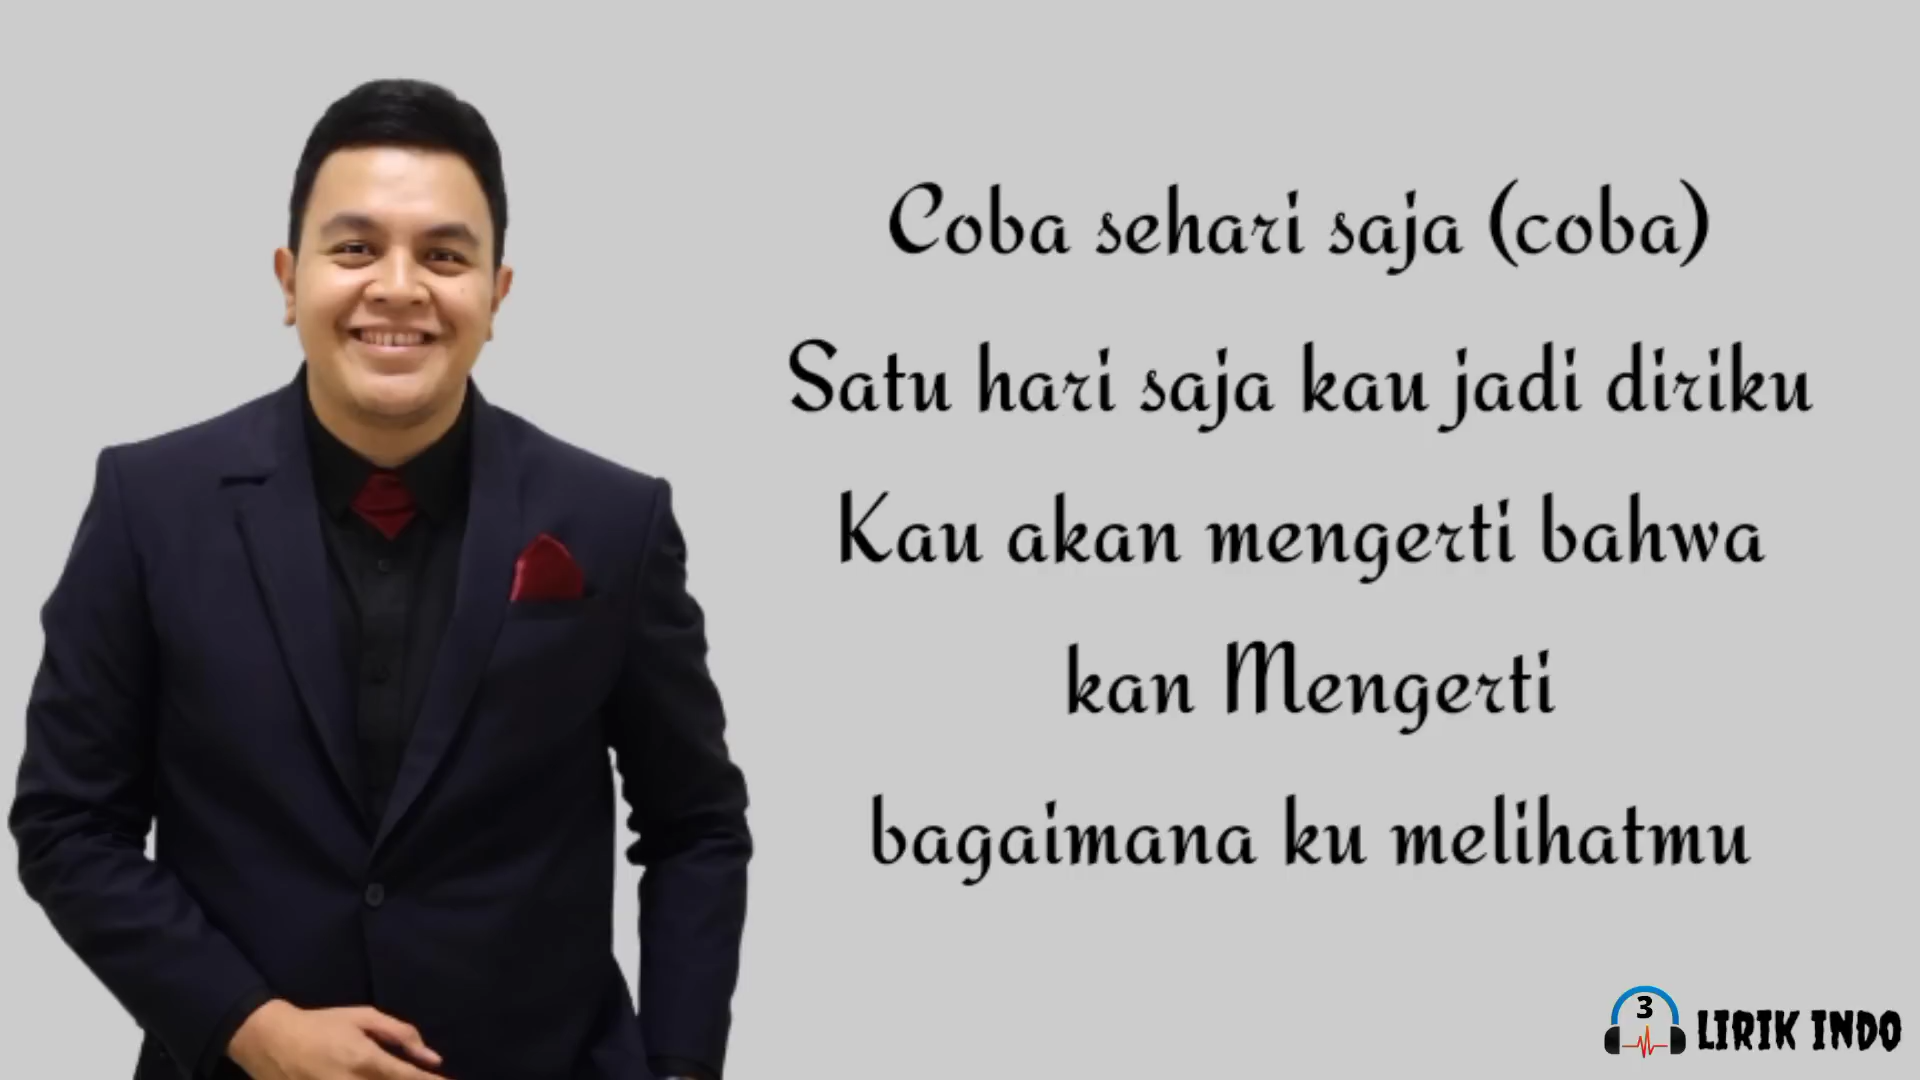 Coba sehari saja (coba)
Satu hari saja kau jadi diriku
Kau akan mengerti bahwa
kan Mengerti
bagaimana ku melihatmu
3
LIRIK INDO